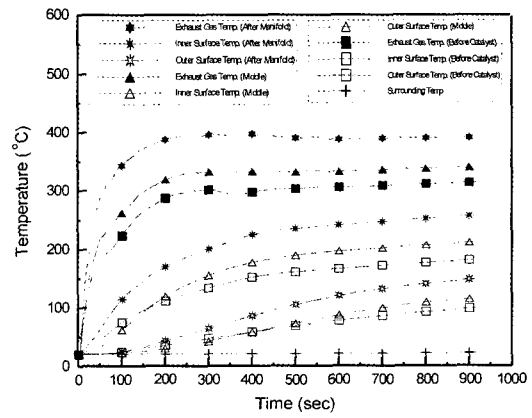 600
500
400
300
200
100
0
Temperature (°C)
Exhaust Gas Temp. (After Manifold)
Inner Surface Temp. (After Manifold)
Outer Surface Temp. (After Manifold)
Exhaust Gas Temp. (Middle)
Inner Surface Temp. (Middle)
Outer Surface Temp. (Middle)
Exhaust Gas Temp. (Before Catalyst)
Inner Surface Temp. (Before Catalyst)
Outer Surface Temp. (Before Catalyst)
Surrounding Temp
0 100 200 300 400 500 600 700 800 900 1000
Time (sec)